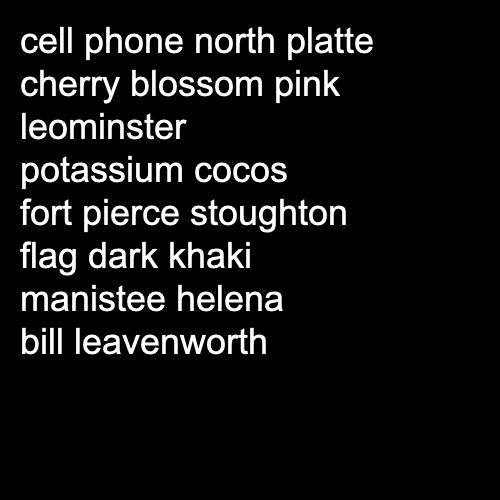 cell phone north platte
cherry blossom pink
leominster
potassium cocos
fort pierce stoughton
flag dark khaki
manistee helena
bill leavenworth